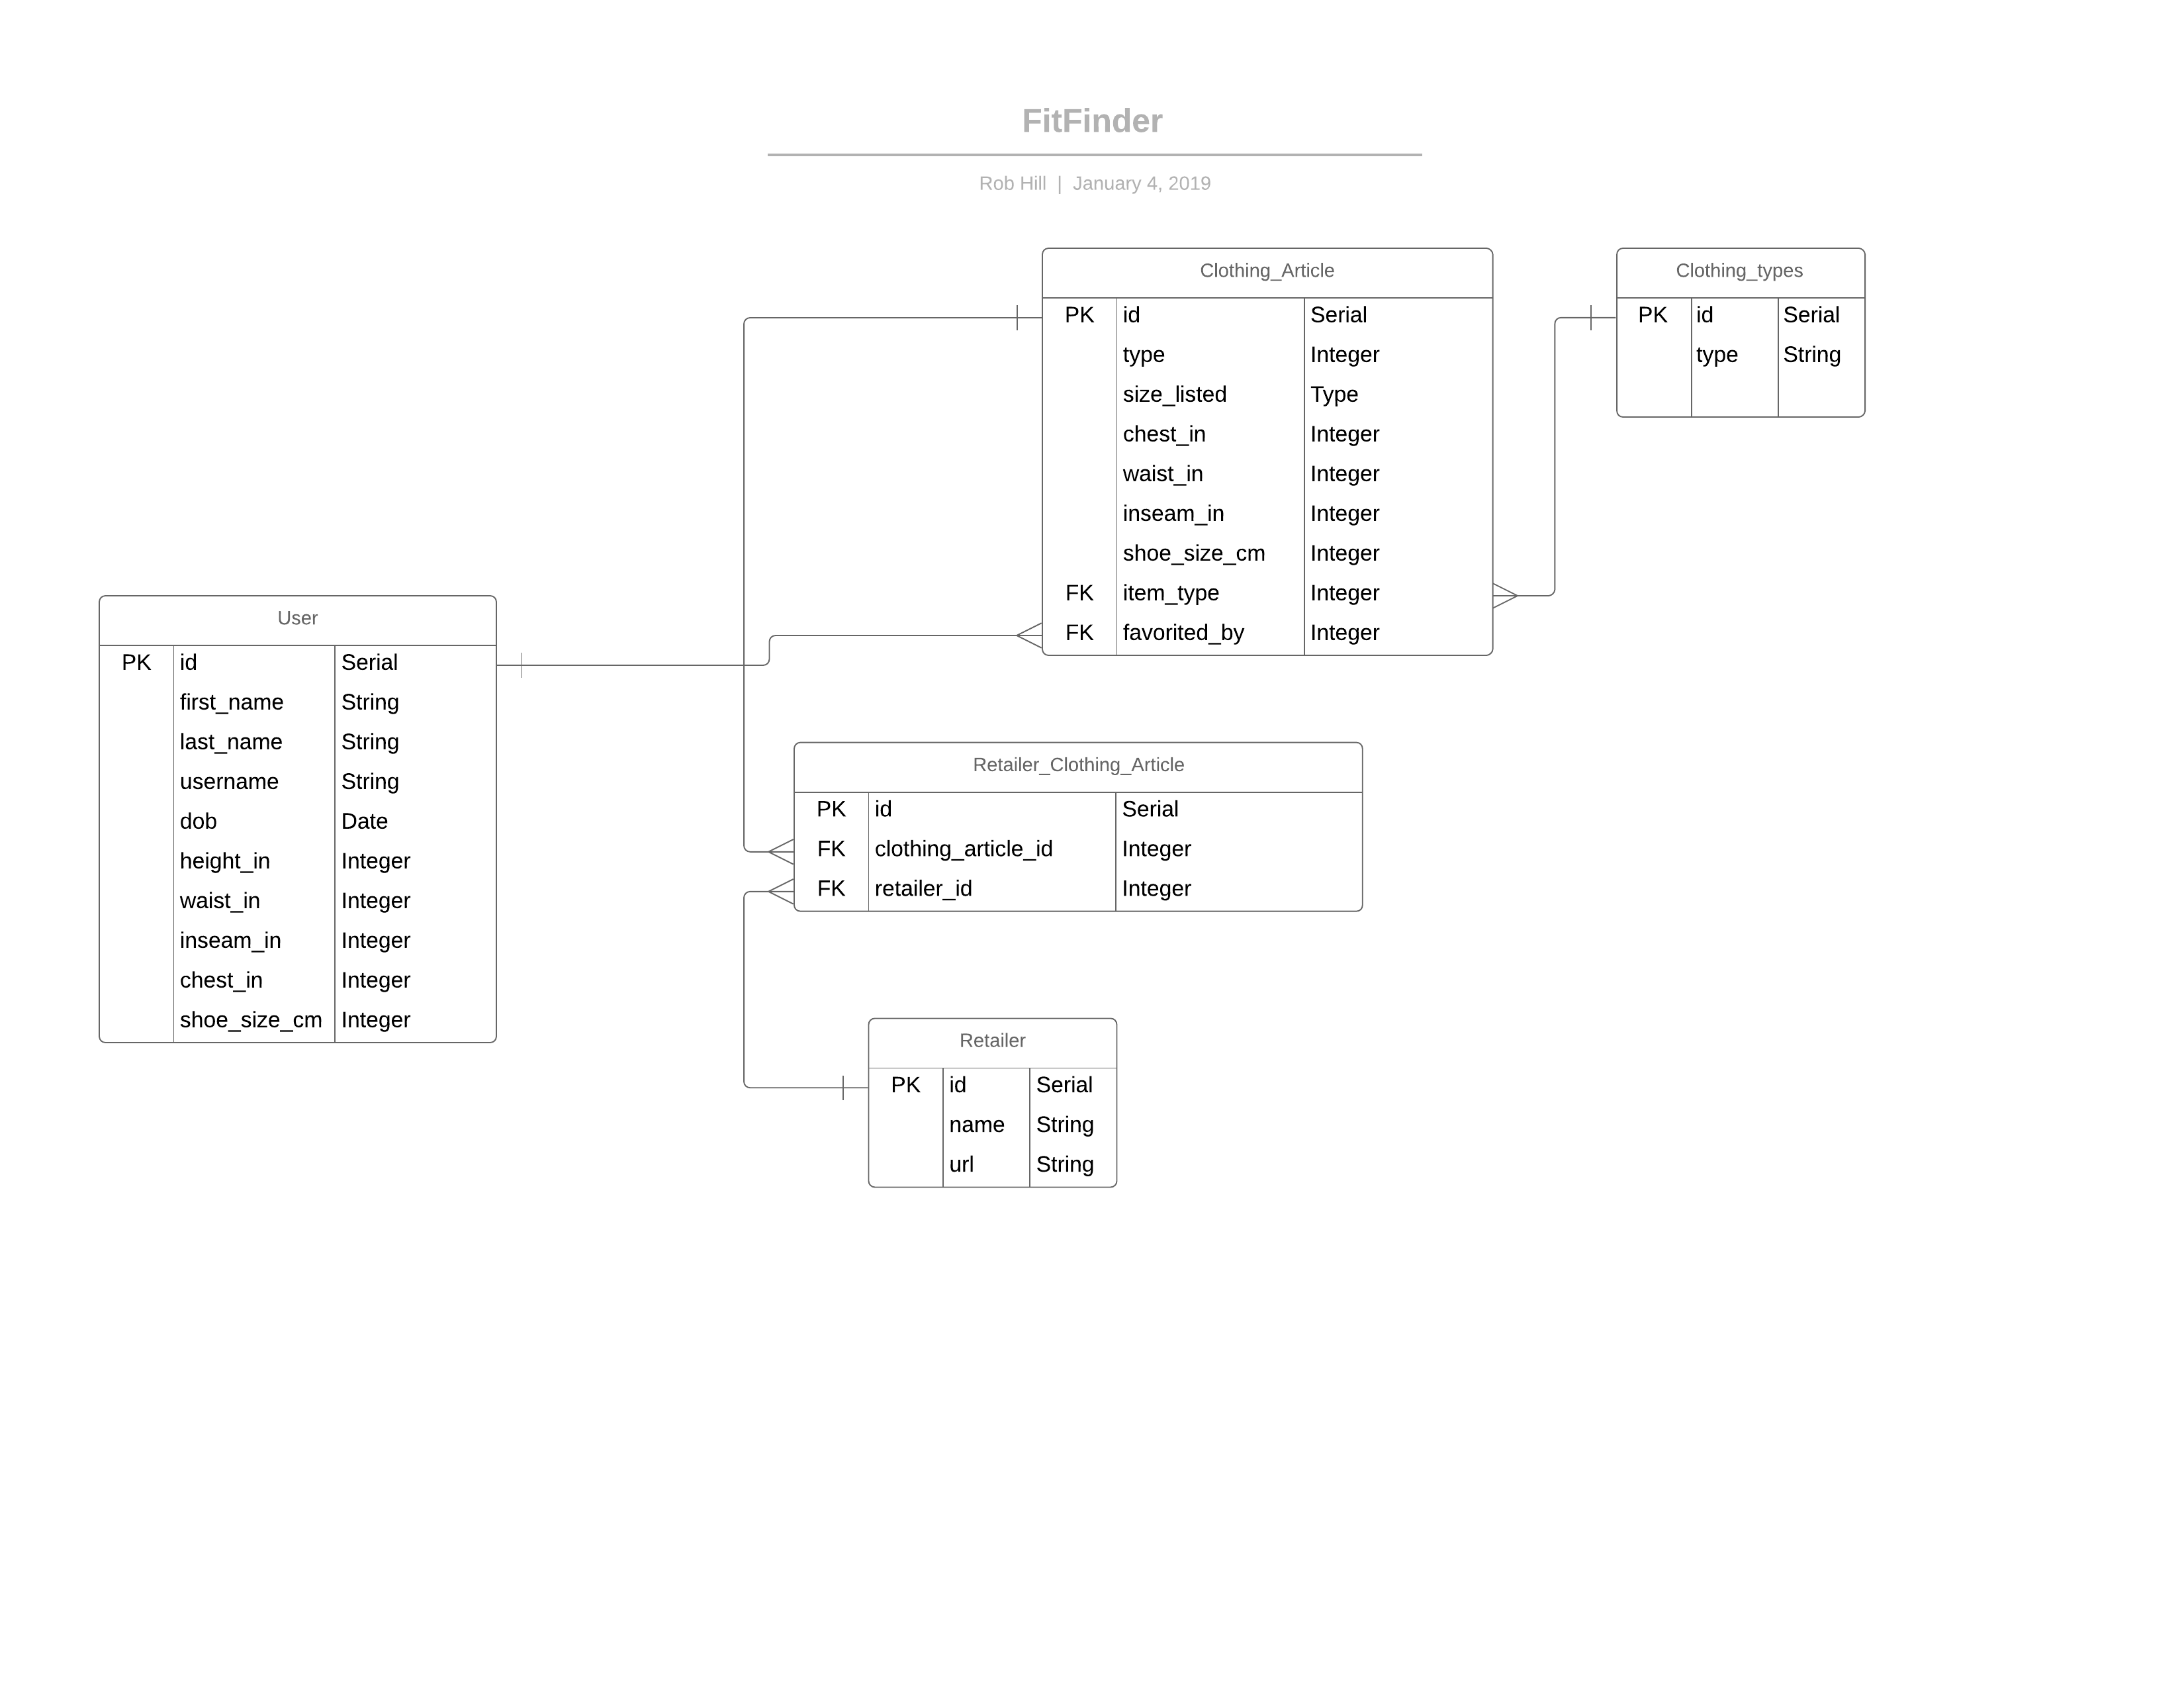 FitFinder
Rob Hill | January 4, 2019
Clothing_Article
PK id Serial
type Integer
size_listed Type
chest_in Integer
waist_in Integer
inseam_in Integer
shoe_size_cm Integer
FK item_type Integer
FK favorited_by Integer
Clothing_types
PK id Serial
type String
User
PK id Serial
first_name String
last_name String
username String
dob Date
height_in Integer
waist_in Integer
inseam_in Integer
chest_in Integer
shoe_size_cm Integer
Retailer_Clothing_Article
PK id Serial
FK clothing_article_id Integer
FK retailer_id Integer
Retailer
PK id Serial
name String
url String